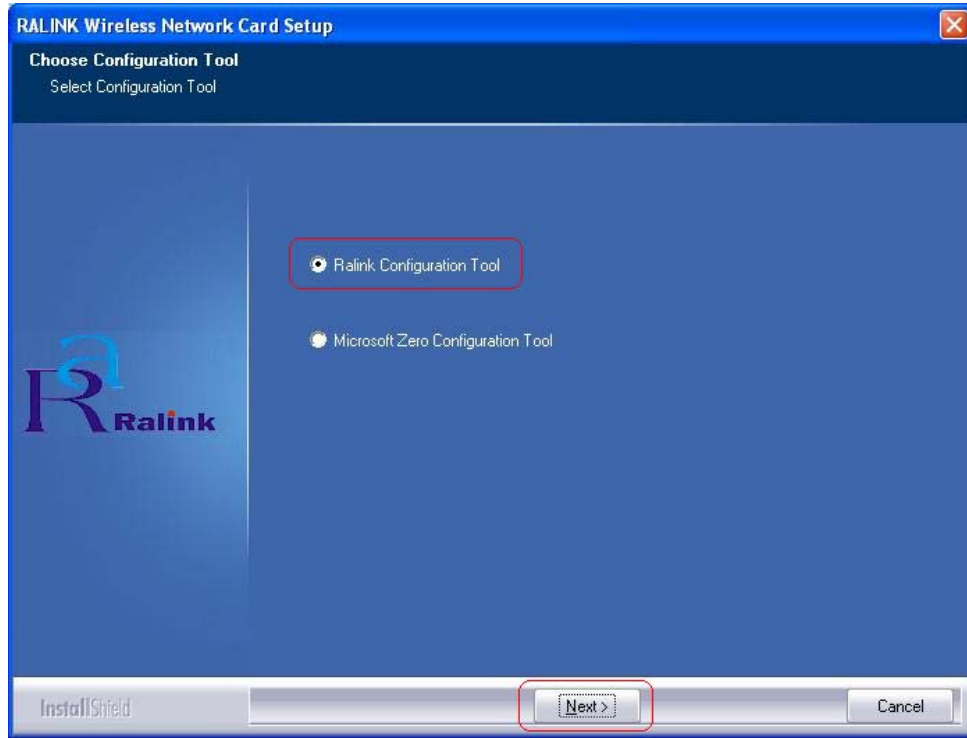 RALINK Wireless Network Card Setup
Choose Configuration Tool
Select Configuration Tool
Ralink Configuration Tool
Microsoft Zero Configuration Tool
Ra
Ralink
InstallShield
Next >
Cancel